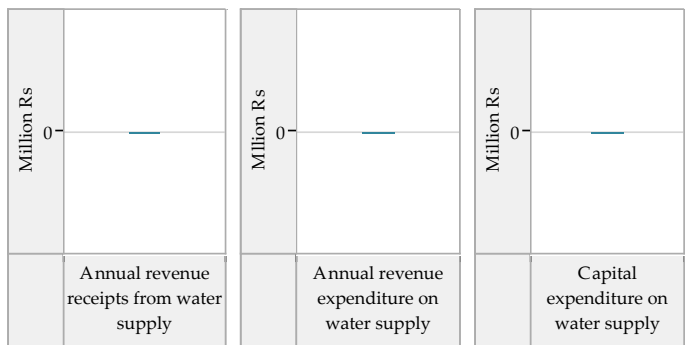 Million Rs
0
Annual revenue
receipts from water
supply
Mllion Rs
0
Annual revenue
expenditure on
water supply
Million Rs
0
Capital
expenditure on
water supply